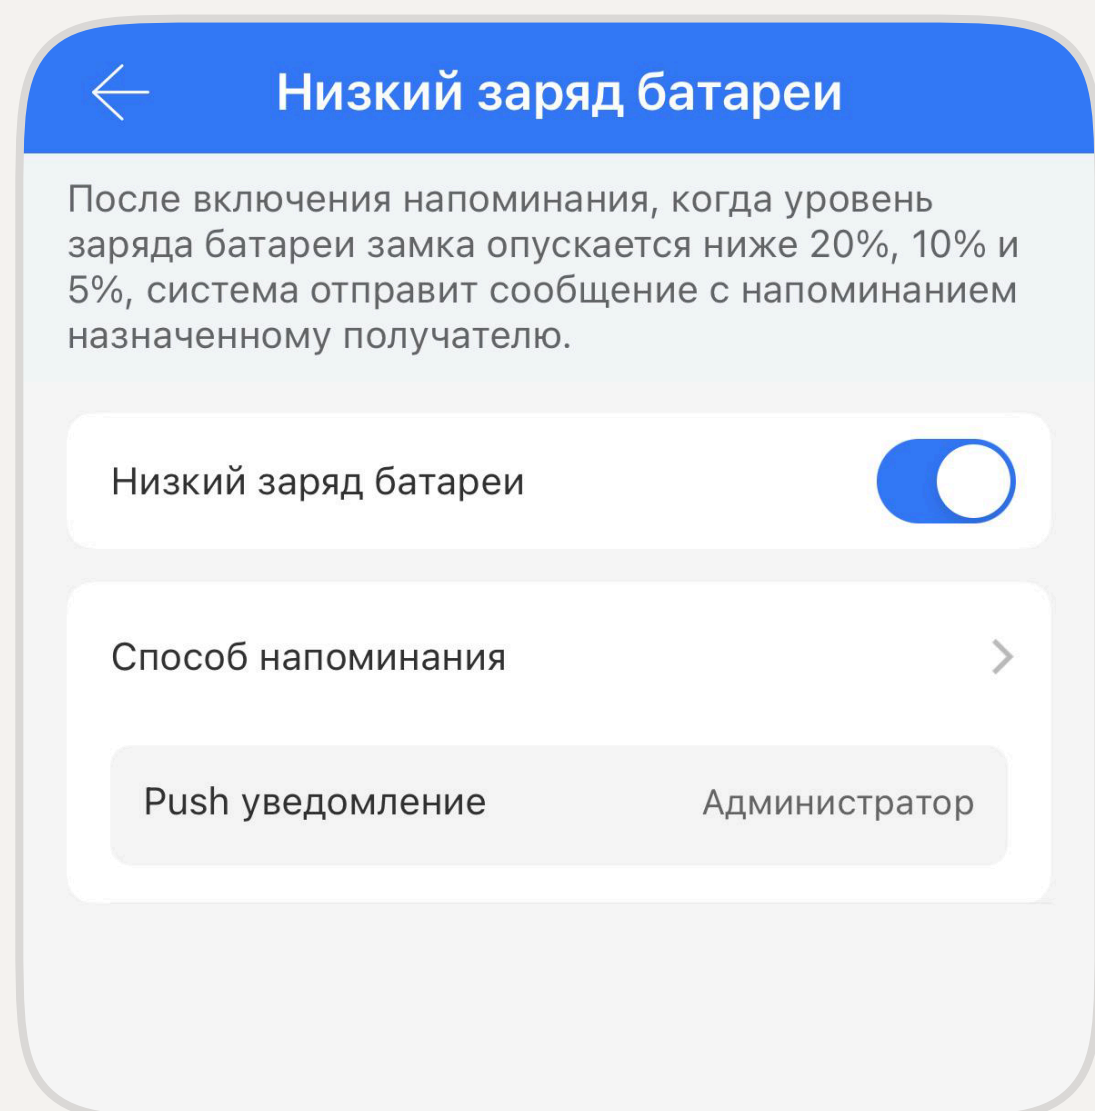 Низкий заряд батареи
После включения напоминания, когда уровень
заряда батареи замка опускается ниже 20%, 10% и
5%, система отправит сообщение с напоминанием
назначенному получателю.
Низкий заряд батареи
Способ напоминания
Push уведомление Администратор